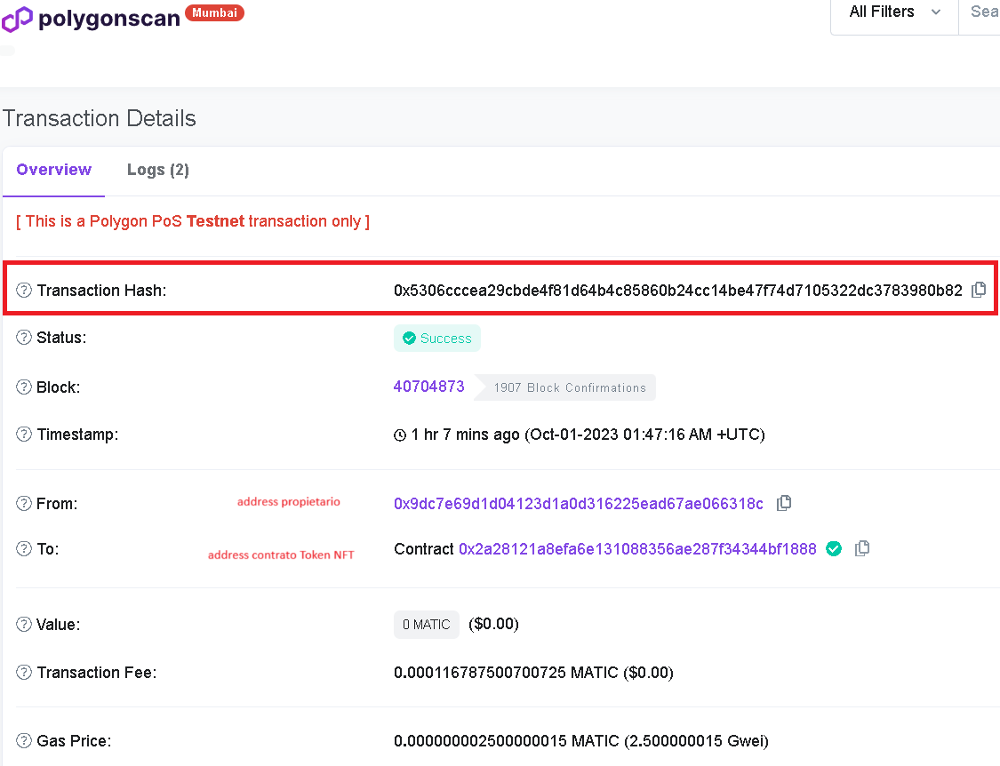 polygonscan Mumbai
All Filters Sea
Transaction Details
Overview Logs (2)
[ This is a Polygon PoS Testnet transaction only ]
Transaction Hash: 0x5306cccea29cbde4f81d64b4c85860b24cc14be47f74d7105322dc3783980b82
Status: Success
Block: 40704873 1907 Block Confirmations
Timestamp: 1 hr 7 mins ago (Oct-01-2023 01:47:16 AM +UTC)
From: address propietario 0x9dc7e69d1d04123d1a0d316225ead67ae066318c
To: address contrato Token NFT Contract 0x2a28121a8efa6e131088356ae287f34344bf1888
Value: 0 MATIC ($0.00)
Transaction Fee: 0.000116787500700725 MATIC ($0.00)
Gas Price: 0.000000002500000015 MATIC (2.500000015 Gwei)